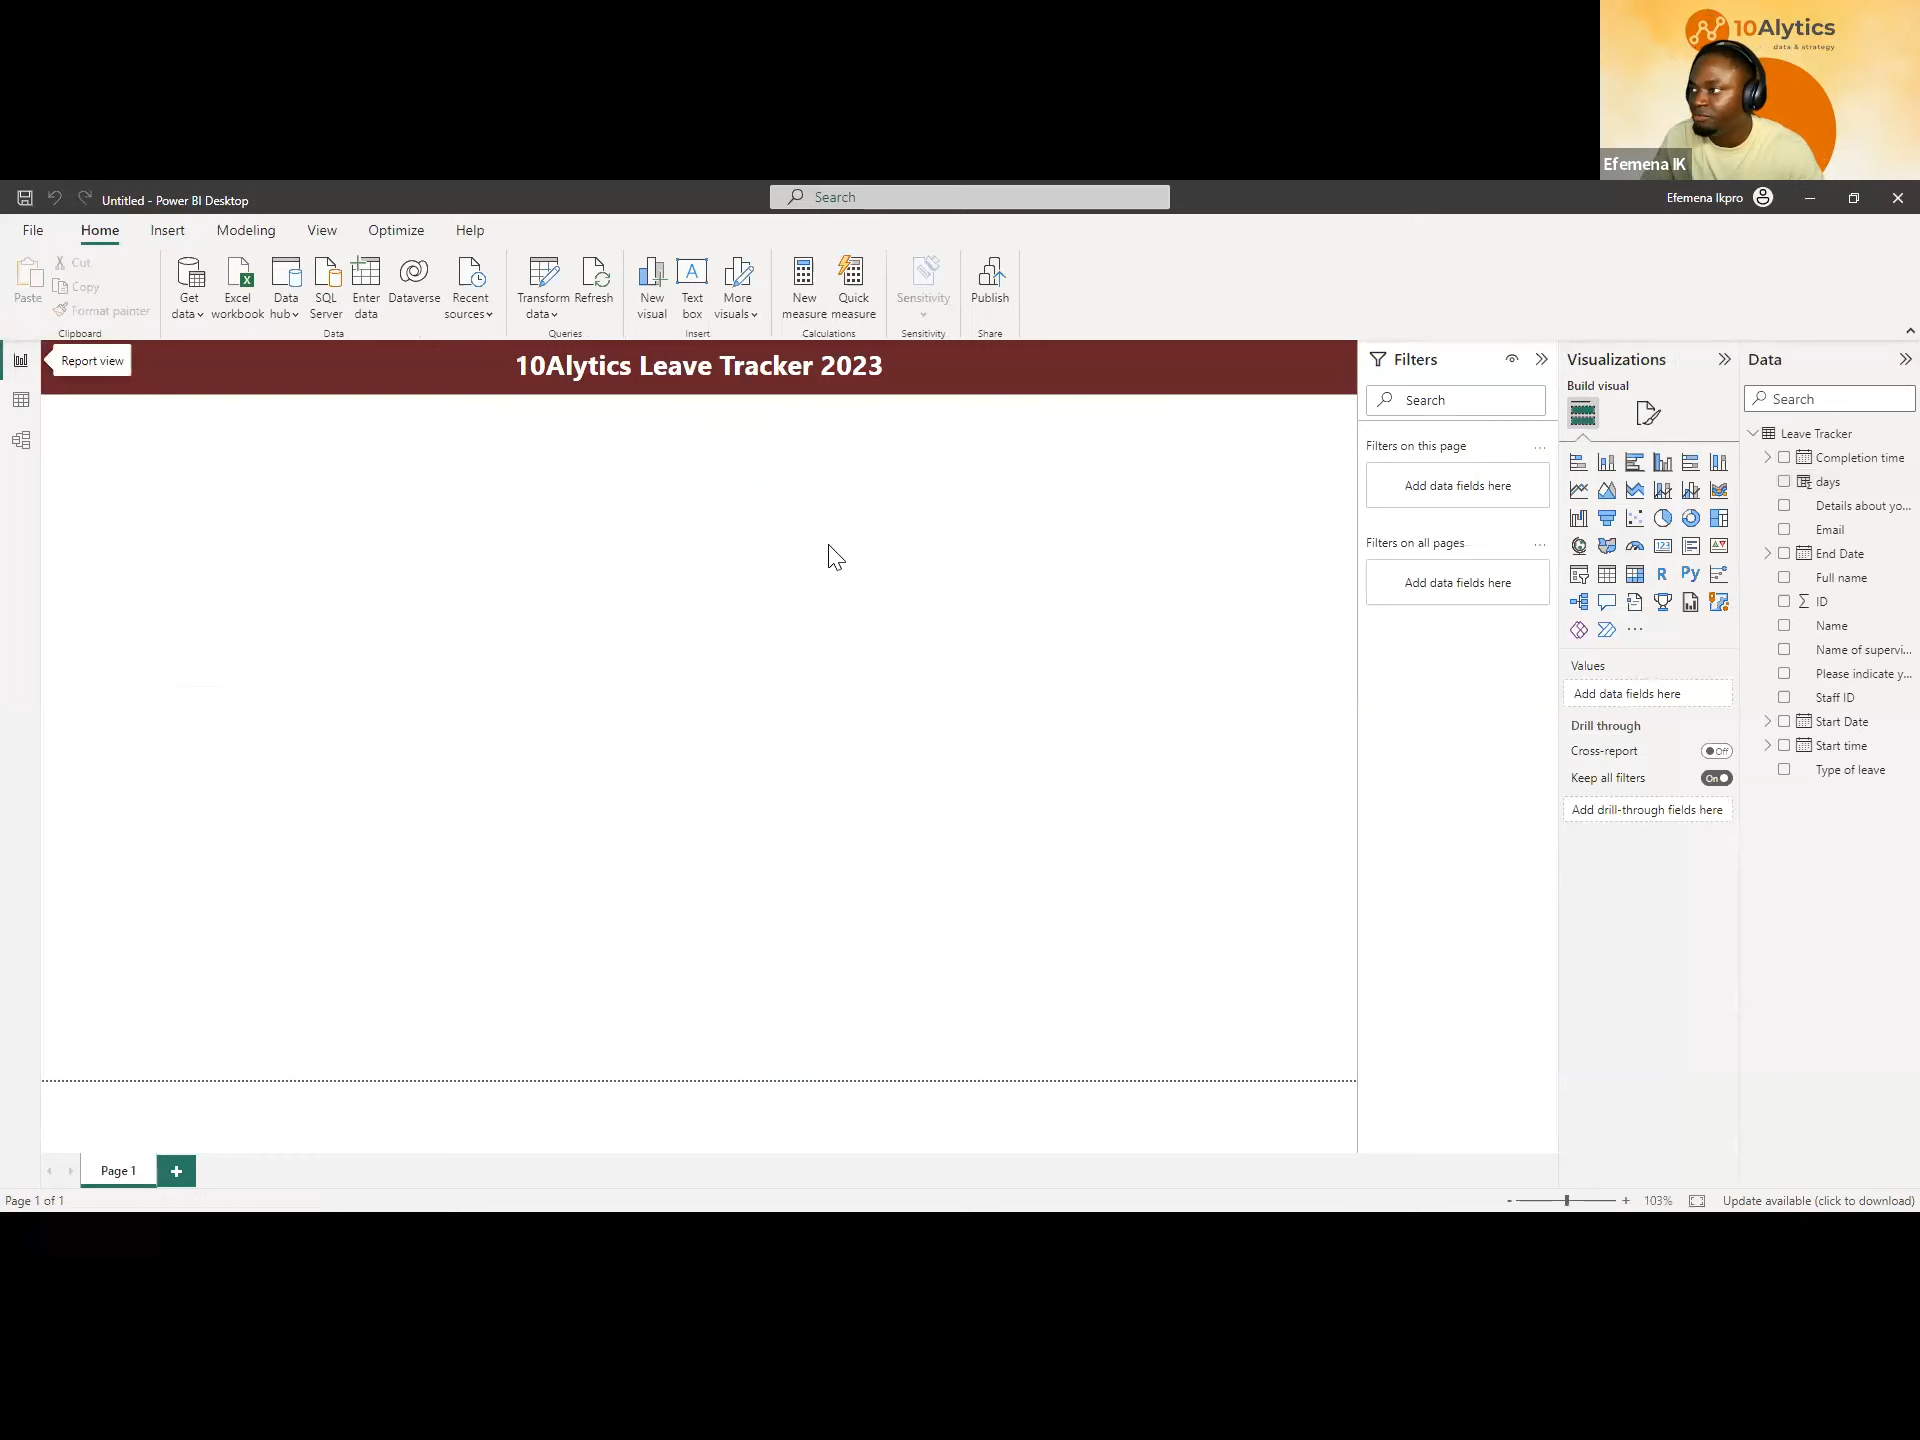 10Alytics
data & strategy
Efemena IK
Untitled - Power BI Desktop
Search
Efemena Ikpro
File
Home
Insert
Modeling
View
Optimize
Help
Paste
Cut
Copy
Format painter
Clipboard
Get data
Excel workbook
Data hub
SQL Server
Enter data
Dataverse
Recent sources
Data
Transform data
Refresh
Queries
New visual
A
Text box
More visuals
Insert
New measure
Quick measure
Calculations
Sensitivity
Sensitivity
Publish
Share
Report view
10Alytics Leave Tracker 2023
Filters
Search
Filters on this page
...
Add data fields here
Filters on all pages
...
Add data fields here
Visualizations
Build visual
123
R
Py
...
Values
Add data fields here
Drill through
Cross-report
Off
Keep all filters
On
Add drill-through fields here
Data
Search
Leave Tracker
Completion time
days
Details about yo...
Email
End Date
Full name
Σ ID
Name
Name of supervi...
Please indicate y...
Staff ID
Start Date
Start time
Type of leave
Page 1
+
Page 1 of 1
- + 103%
Update available (click to download)